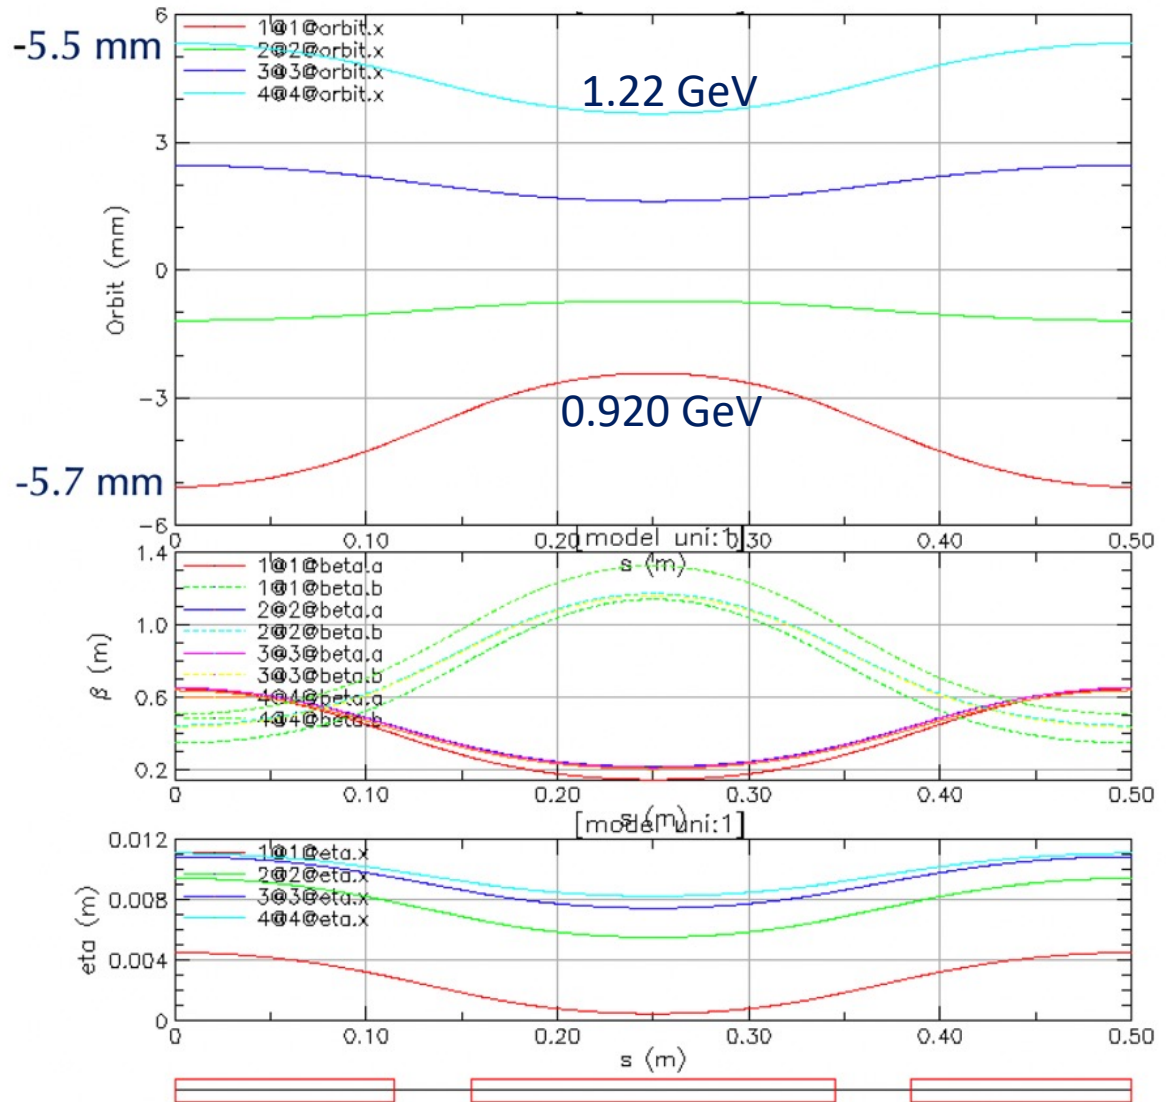 6
-5.5 mm
1@1@orbit.x
2@2@orbit.x
3@3@orbit.x
4@4@orbit.x
1.22 GeV
3
Orbit (mm)
0
-3
0.920 GeV
-5.7 mm
-6
0 0.10 0.20 0.30 0.40 0.50
s (m)
[model uni:1]
1.4
1@1@beta.a
1@1@beta.b
2@2@beta.a
2@2@beta.b
3@3@beta.a
3@3@beta.b
4@4@beta.a
4@4@beta.b
1.0
β (m)
0.6
0.2
0 0.10 0.20 0.30 0.40 0.50
s (m)
[model uni:1]
0.012
1@1@eta.x
2@2@eta.x
3@3@eta.x
4@4@eta.x
0.008
eta (m)
0.004
0
0 0.10 0.20 0.30 0.40 0.50
s (m)